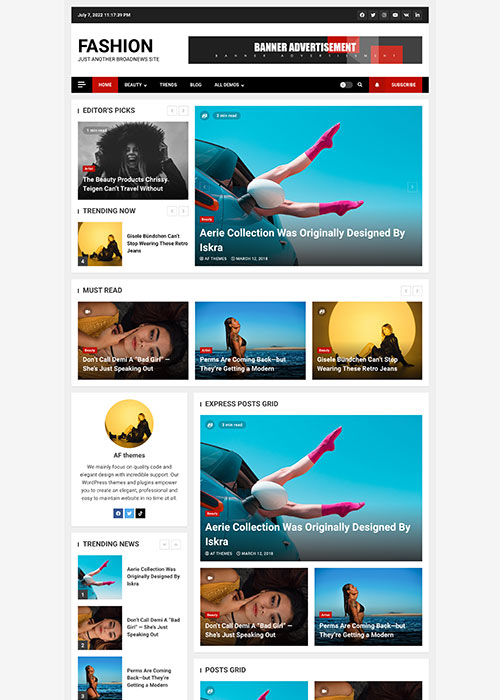 July 7, 2022 11:17:39 PM
FASHION
JUST ANOTHER BROADNEWS SITE
BANNER ADVERTISEMENT
BANNER ADVERTISEMENT
HOME
BEAUTY
TRENDS
BLOG
ALL DEMOS
SUBSCRIBE
EDITOR'S PICKS
1 min read
Artist
The Beauty Products Chrissy
Teigen Can't Travel Without
TRENDING NOW
4
Gisele Bündchen Can't
Stop Wearing These Retro
Jeans
3 min read
Beauty
Aerie Collection Was Originally Designed By
Iskra
AF THEMES
MARCH 12, 2018
MUST READ
Beauty
Don't Call Demi A "Bad Girl" —
She's Just Speaking Out
Artist
Perms Are Coming Back—but
They're Getting a Modern
Beauty
Gisele Bündchen Can't Stop
Wearing These Retro Jeans
AF themes
We mainly focus on quality code and
elegant design with incredible support. Our
WordPress themes and plugins empower
you to create an elegant, professional and
easy to maintain website in no time at all.
TRENDING NEWS
1
Aerie Collection Was
Originally Designed By
Iskra
2
Don't Call Demi A "Bad
Girl" — She's Just
Speaking Out
3
Perms Are Coming
Back—but They're
Getting a Modern
EXPRESS POSTS GRID
3 min read
Beauty
Aerie Collection Was Originally Designed By
Iskra
AF THEMES
MARCH 12, 2018
Beauty
Don't Call Demi A "Bad Girl" —
She's Just Speaking Out
Artist
Perms Are Coming Back—but
They're Getting a Modern
POSTS GRID
3 min read